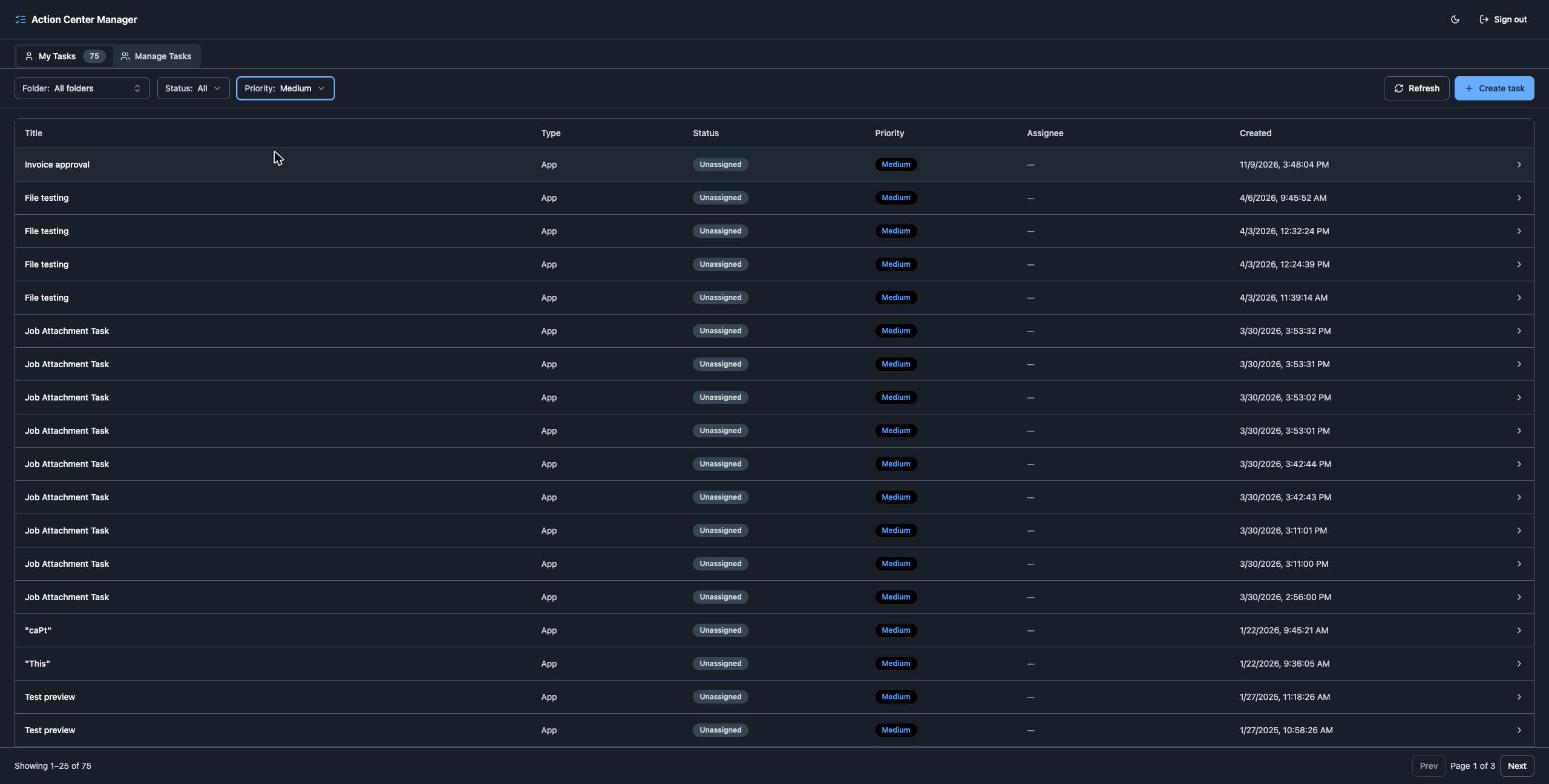 Action Center Manager
Sign out
My Tasks 75 Manage Tasks
Folder: All folders Status: All Priority: Medium Refresh + Create task
Title Type Status Priority Assignee Created
Invoice approval App Unassigned Medium — 11/9/2026, 3:48:04 PM
File testing App Unassigned Medium — 4/6/2026, 9:45:52 AM
File testing App Unassigned Medium — 4/3/2026, 12:32:24 PM
File testing App Unassigned Medium — 4/3/2026, 12:24:39 PM
File testing App Unassigned Medium — 4/3/2026, 11:39:14 AM
Job Attachment Task App Unassigned Medium — 3/30/2026, 3:53:32 PM
Job Attachment Task App Unassigned Medium — 3/30/2026, 3:53:31 PM
Job Attachment Task App Unassigned Medium — 3/30/2026, 3:53:02 PM
Job Attachment Task App Unassigned Medium — 3/30/2026, 3:53:01 PM
Job Attachment Task App Unassigned Medium — 3/30/2026, 3:42:44 PM
Job Attachment Task App Unassigned Medium — 3/30/2026, 3:42:43 PM
Job Attachment Task App Unassigned Medium — 3/30/2026, 3:11:01 PM
Job Attachment Task App Unassigned Medium — 3/30/2026, 3:11:00 PM
Job Attachment Task App Unassigned Medium — 3/30/2026, 2:56:00 PM
"caPt" App Unassigned Medium — 1/22/2026, 9:45:21 AM
"This" App Unassigned Medium — 1/22/2026, 9:36:05 AM
Test preview App Unassigned Medium — 1/27/2025, 11:18:26 AM
Test preview App Unassigned Medium — 1/27/2025, 10:58:26 AM
Showing 1–25 of 75 Prev Page 1 of 3 Next